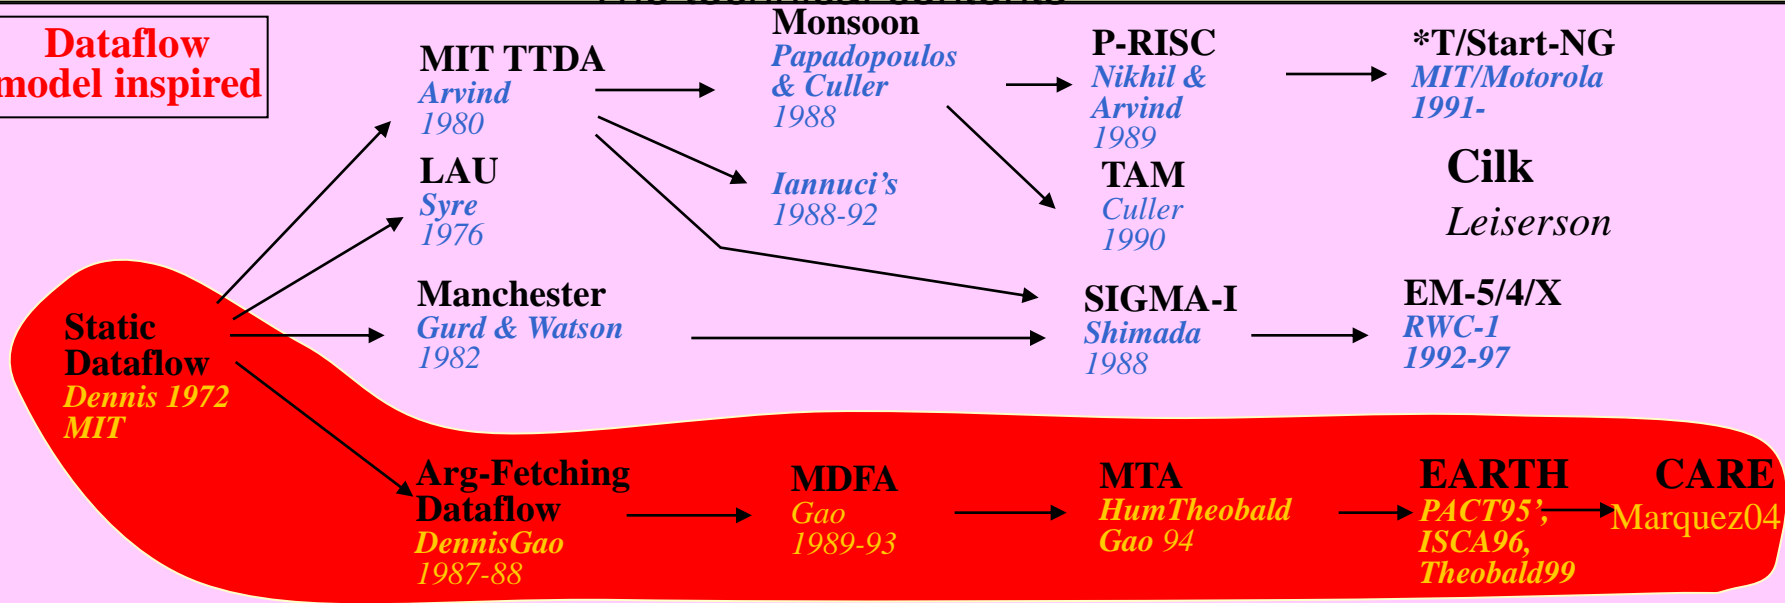 Dataflow
model inspired
MIT TTDA
Arvind
1980
Monsoon
Papadopoulos
& Culler
1988
P-RISC
Nikhil &
Arvind
1989
*T/Start-NG
MIT/Motorola
1991-
LAU
Syre
1976
Iannuci’s
1988-92
TAM
Culler
1990
Cilk
Leiserson
Static
Dataflow
Dennis 1972
MIT
Manchester
Gurd & Watson
1982
SIGMA-I
Shimada
1988
EM-5/4/X
RWC-1
1992-97
Arg-Fetching
Dataflow
DennisGao
1987-88
MDFA
Gao
1989-93
MTA
HumTheobald
Gao 94
EARTH
PACT95’,
ISCA96,
Theobald99
CARE
Marquez04